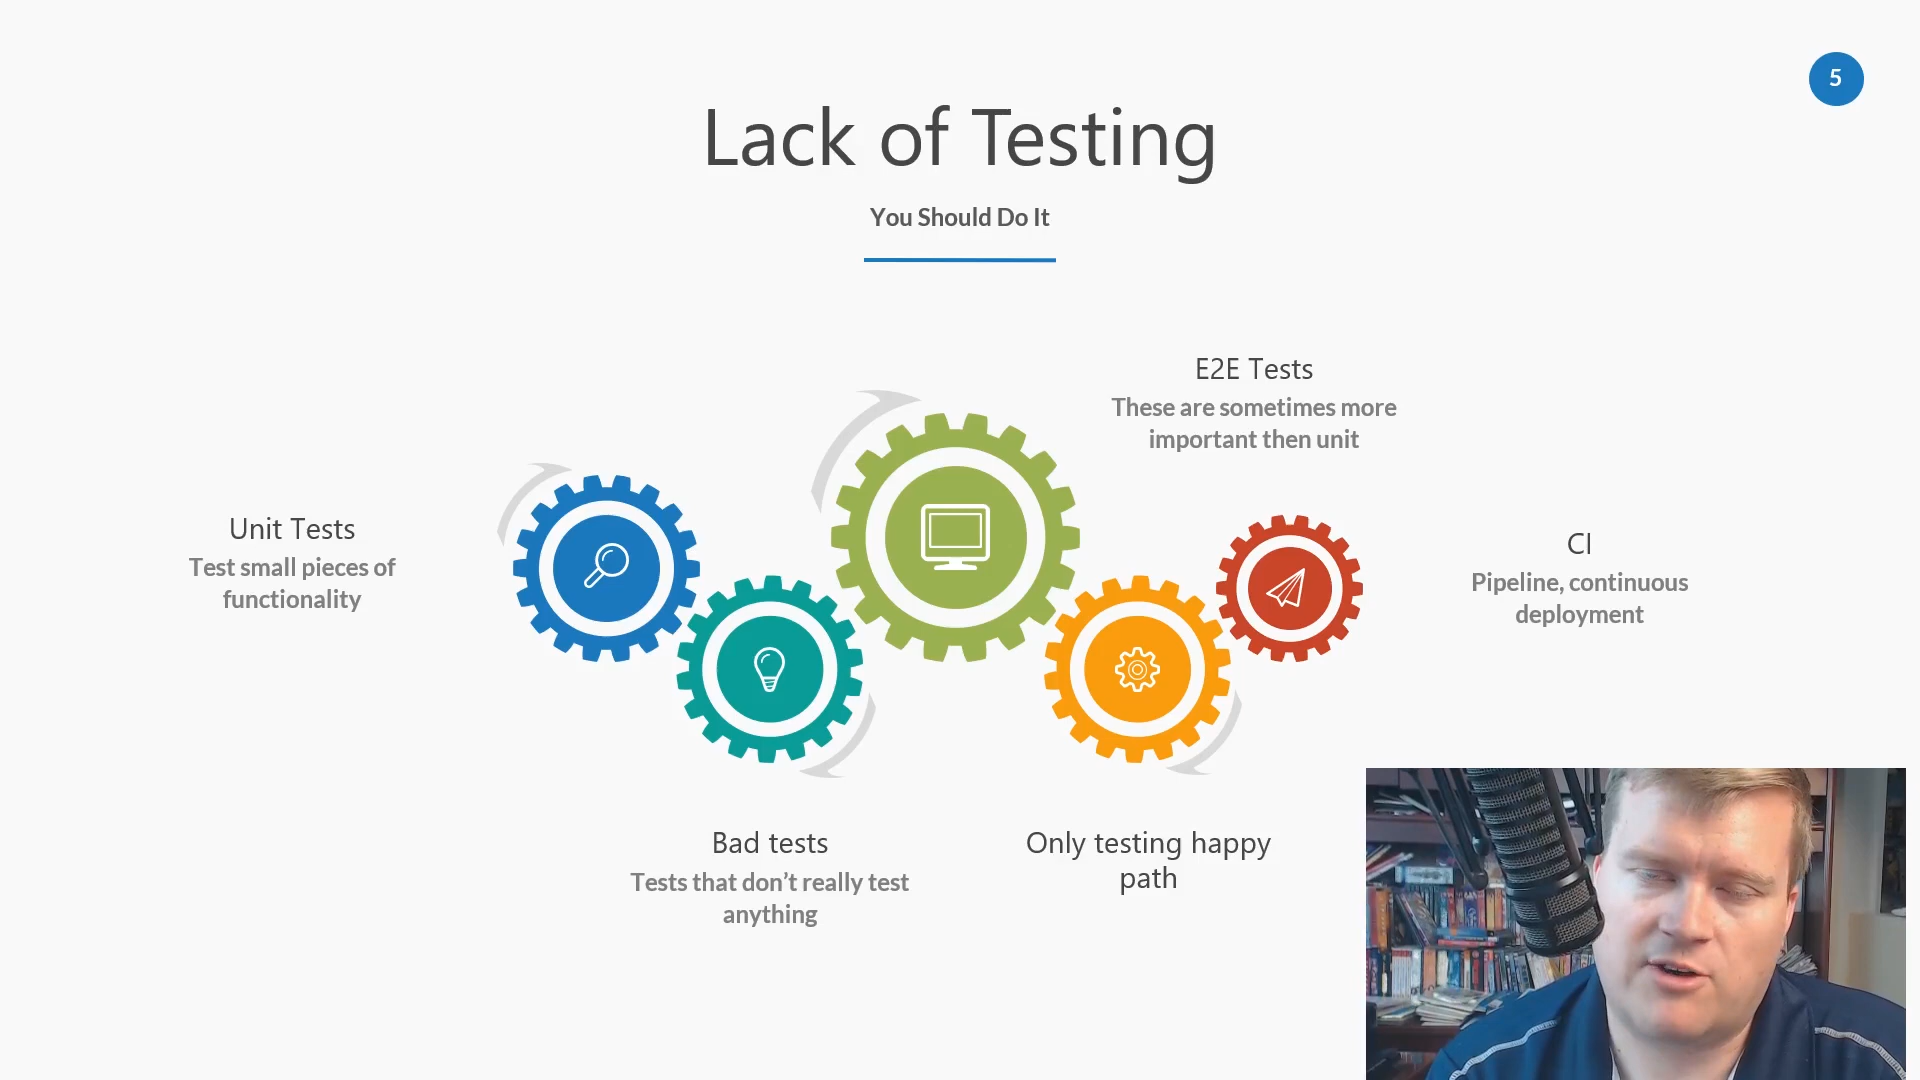 5
Lack of Testing
You Should Do It
E2E Tests
These are sometimes more
important then unit
Unit Tests
Test small pieces of
functionality
CI
Pipeline, continuous
deployment
Bad tests
Tests that don’t really test
anything
Only testing happy
path